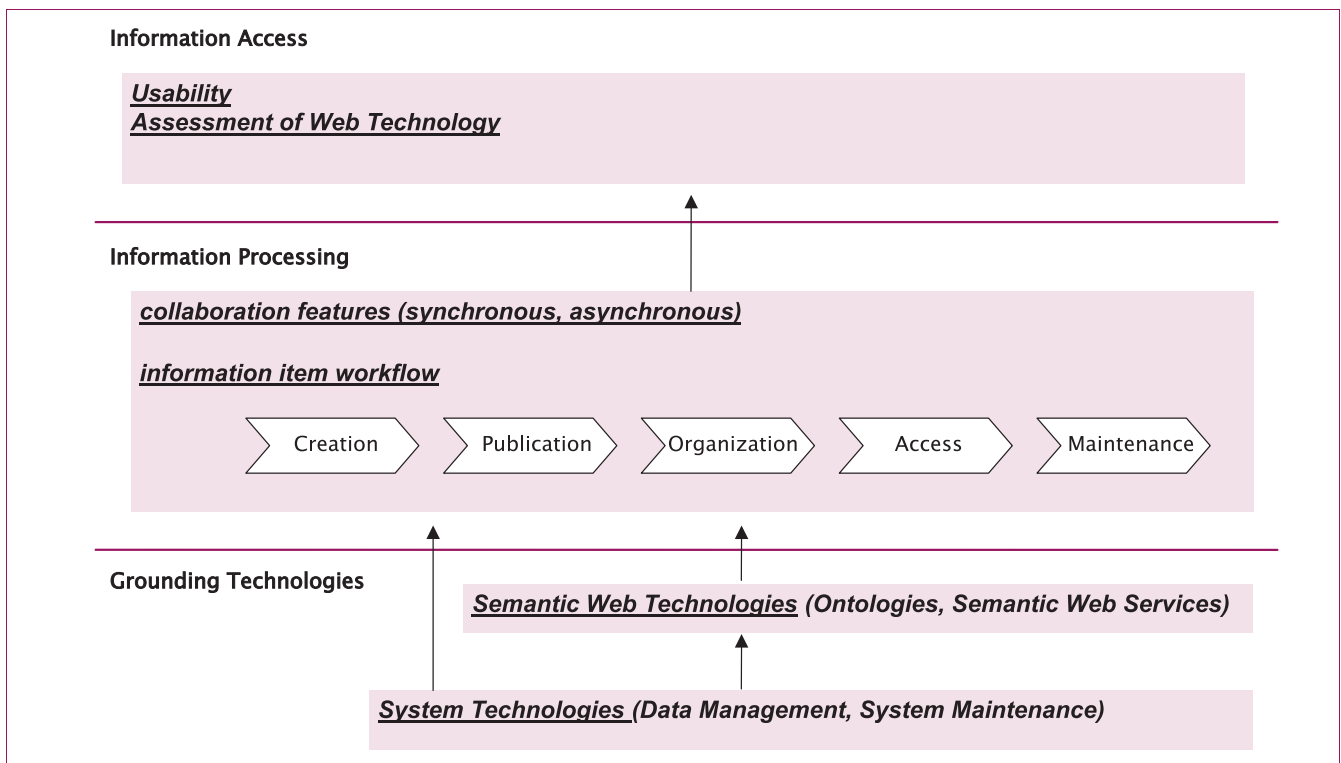 Information Access
Usability
Assessment of Web Technology
Information Processing
collaboration features (synchronous, asynchronous)
information item workflow
Creation
Publication
Organization
Access
Maintenance
Grounding Technologies
Semantic Web Technologies (Ontologies, Semantic Web Services)
System Technologies (Data Management, System Maintenance)